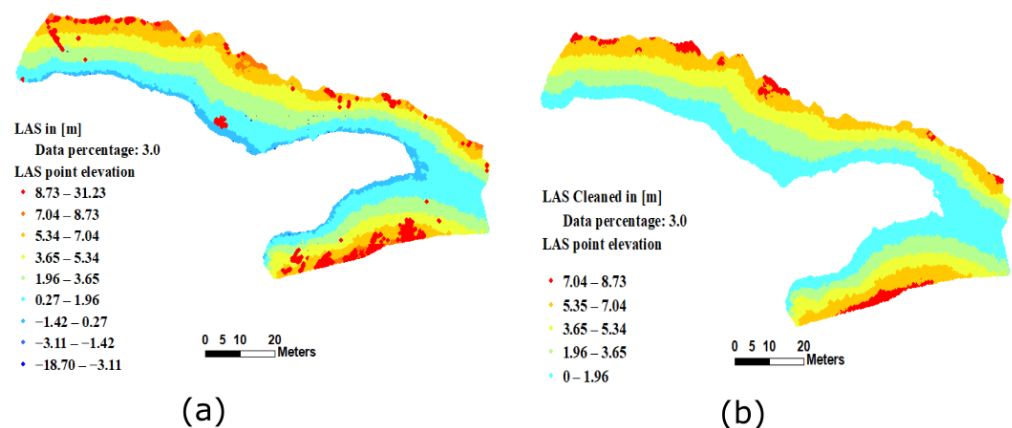 LAS in [m]
Data percentage: 3.0
LAS point elevation
8.73 – 31.23
7.04 – 8.73
5.34 – 7.04
3.65 – 5.34
1.96 – 3.65
0.27 – 1.96
−1.42 – 0.27
−3.11 – −1.42
−18.70 – −3.11
0 5 10 20
Meters
(a)
LAS Cleaned in [m]
Data percentage: 3.0
LAS point elevation
7.04 – 8.73
5.35 – 7.04
3.65 – 5.34
1.96 – 3.65
0 – 1.96
0 5 10 20
Meters
(b)